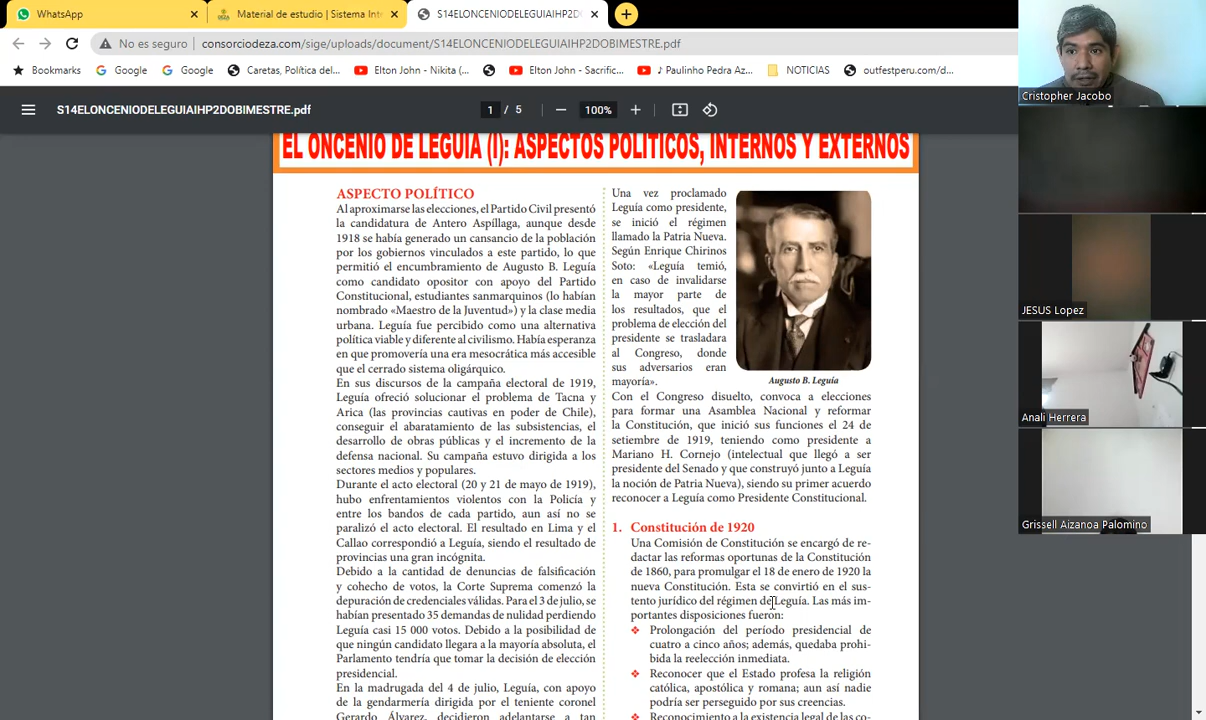 WhatsApp
Material de estudio | Sistema Inte
S14ELONCENIODELEGUIAIHP2DO
No es seguro
consorciodeza.com/sige/uploads/document/S14ELONCENIODELEGUIAIHP2DOBIMESTRE.pdf
Bookmarks
Google
Google
Caretas, Política del...
Elton John - Nikita (...
Elton John - Sacrific...
♪ Paulinho Pedra Az...
NOTICIAS
outfestperu.com/d...
S14ELONCENIODELEGUIAIHP2DOBIMESTRE.pdf
1 / 5
100%
EL ONCENIO DE LEGUÍA (I): ASPECTOS POLÍTICOS, INTERNOS Y EXTERNOS
ASPECTO POLÍTICO
Al aproximarse las elecciones, el Partido Civil presentó
la candidatura de Antero Aspíllaga, aunque desde
1918 se había generado un cansancio de la población
por los gobiernos vinculados a este partido, lo que
permitió el encumbramiento de Augusto B. Leguía
como candidato opositor con apoyo del Partido
Constitucional, estudiantes sanmarquinos (lo habían
nombrado «Maestro de la Juventud») y la clase media
urbana. Leguía fue percibido como una alternativa
política viable y diferente al civilismo. Había esperanza
en que promovería una era mesocrática más accesible
que el cerrado sistema oligárquico.
En sus discursos de la campaña electoral de 1919,
Leguía ofreció solucionar el problema de Tacna y
Arica (las provincias cautivas en poder de Chile),
conseguir el abaratamiento de las subsistencias, el
desarrollo de obras públicas y el incremento de la
defensa nacional. Su campaña estuvo dirigida a los
sectores medios y populares.
Durante el acto electoral (20 y 21 de mayo de 1919),
hubo enfrentamientos violentos con la Policía y
entre los bandos de cada partido, aun así no se
paralizó el acto electoral. El resultado en Lima y el
Callao correspondió a Leguía, siendo el resultado de
provincias una gran incógnita.
Debido a la cantidad de denuncias de falsificación
y cohecho de votos, la Corte Suprema comenzó la
depuración de credenciales válidas. Para el 3 de julio, se
habían presentado 35 demandas de nulidad perdiendo
Leguía casi 15 000 votos. Debido a la posibilidad de
que ningún candidato llegara a la mayoría absoluta, el
Parlamento tendría que tomar la decisión de elección
presidencial.
En la madrugada del 4 de julio, Leguía, con apoyo
de la gendarmería dirigida por el teniente coronel
Gerardo Álvarez, decidieron adelantarse a tan
Una vez proclamado
Leguía como presidente,
se inició el régimen
llamado la Patria Nueva.
Según Enrique Chirinos
Soto: «Leguía temió,
en caso de invalidarse
la mayor parte de
los resultados, que el
problema de elección del
presidente se trasladara
al Congreso, donde
sus adversarios eran
mayoría».
Augusto B. Leguía
Con el Congreso disuelto, convoca a elecciones
para formar una Asamblea Nacional y reformar
la Constitución, que inició sus funciones el 24 de
setiembre de 1919, teniendo como presidente a
Mariano H. Cornejo (intelectual que llegó a ser
presidente del Senado y que construyó junto a Leguía
la noción de Patria Nueva), siendo su primer acuerdo
reconocer a Leguía como Presidente Constitucional.
1. Constitución de 1920
Una Comisión de Constitución se encargó de re-
dactar las reformas oportunas de la Constitución
de 1860, para promulgar el 18 de enero de 1920 la
nueva Constitución. Esta se convirtió en el sus-
tento jurídico del régimen de Leguía. Las más im-
portantes disposiciones fueron:
❖ Prolongación del período presidencial de
cuatro a cinco años; además, quedaba prohi-
bida la reelección inmediata.
❖ Reconocer que el Estado profesa la religión
católica, apostólica y romana; aun así nadie
podría ser perseguido por sus creencias.
❖ Reconocimiento a la existencia legal de las co-
Cristopher Jacobo
JESUS Lopez
Anali Herrera
Grissell Aizanoa Palomino